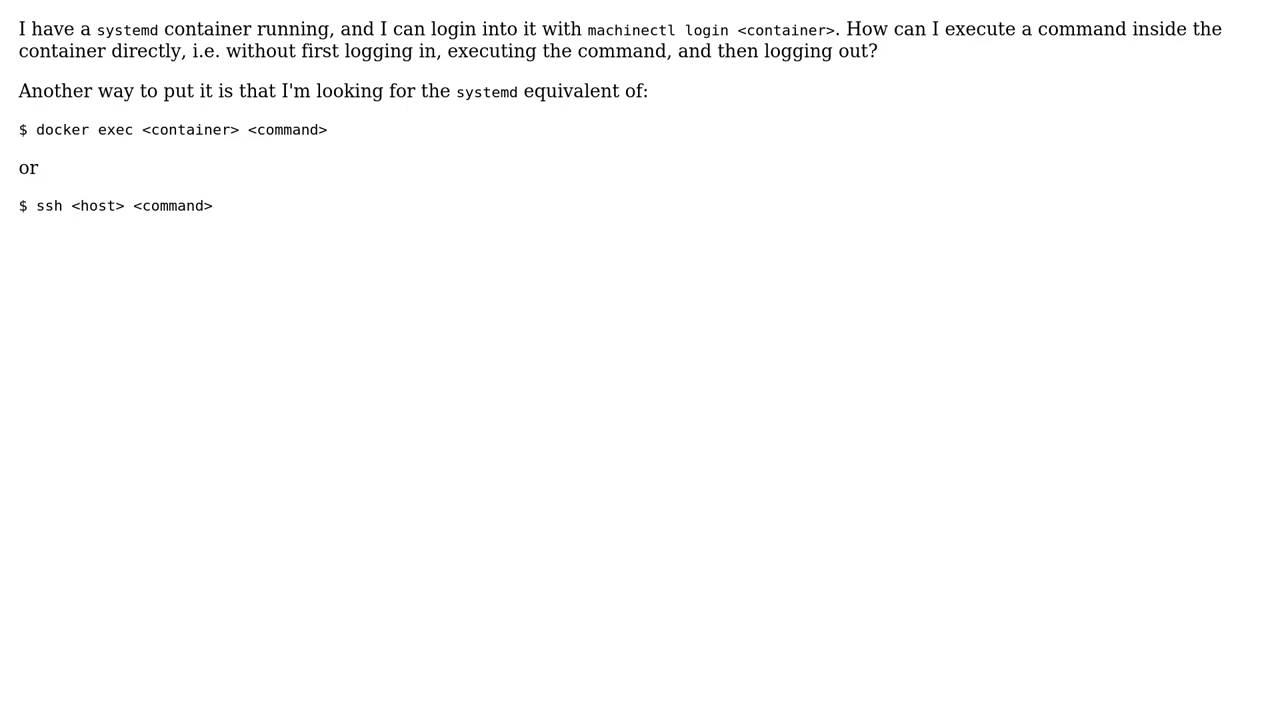 I have a systemd container running, and I can login into it with machinectl login <container>. How can I execute a command inside the
container directly, i.e. without first logging in, executing the command, and then logging out?
Another way to put it is that I'm looking for the systemd equivalent of:
$ docker exec <container> <command>
or
$ ssh <host> <command>